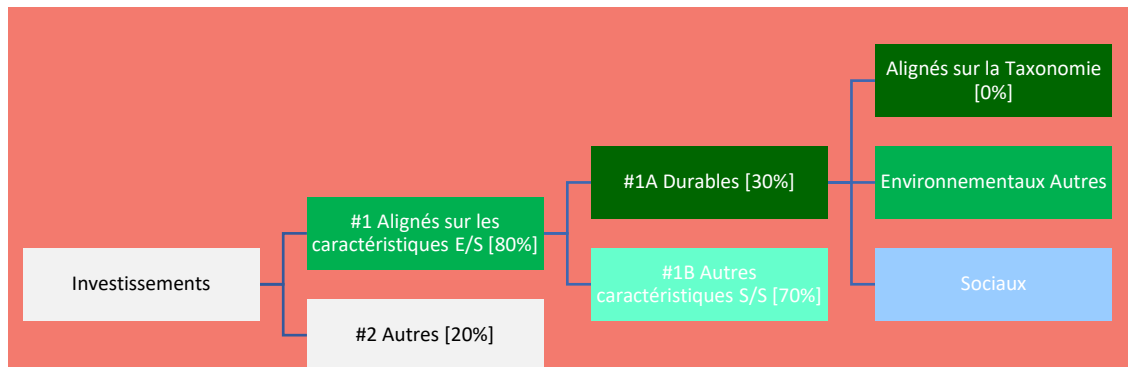 Investissements
#1 Alignés sur les
caractéristiques E/S [80%]
#2 Autres [20%]
#1A Durables [30%]
#1B Autres
caractéristiques S/S [70%]
Alignés sur la Taxonomie
[0%]
Environnementaux Autres
Sociaux